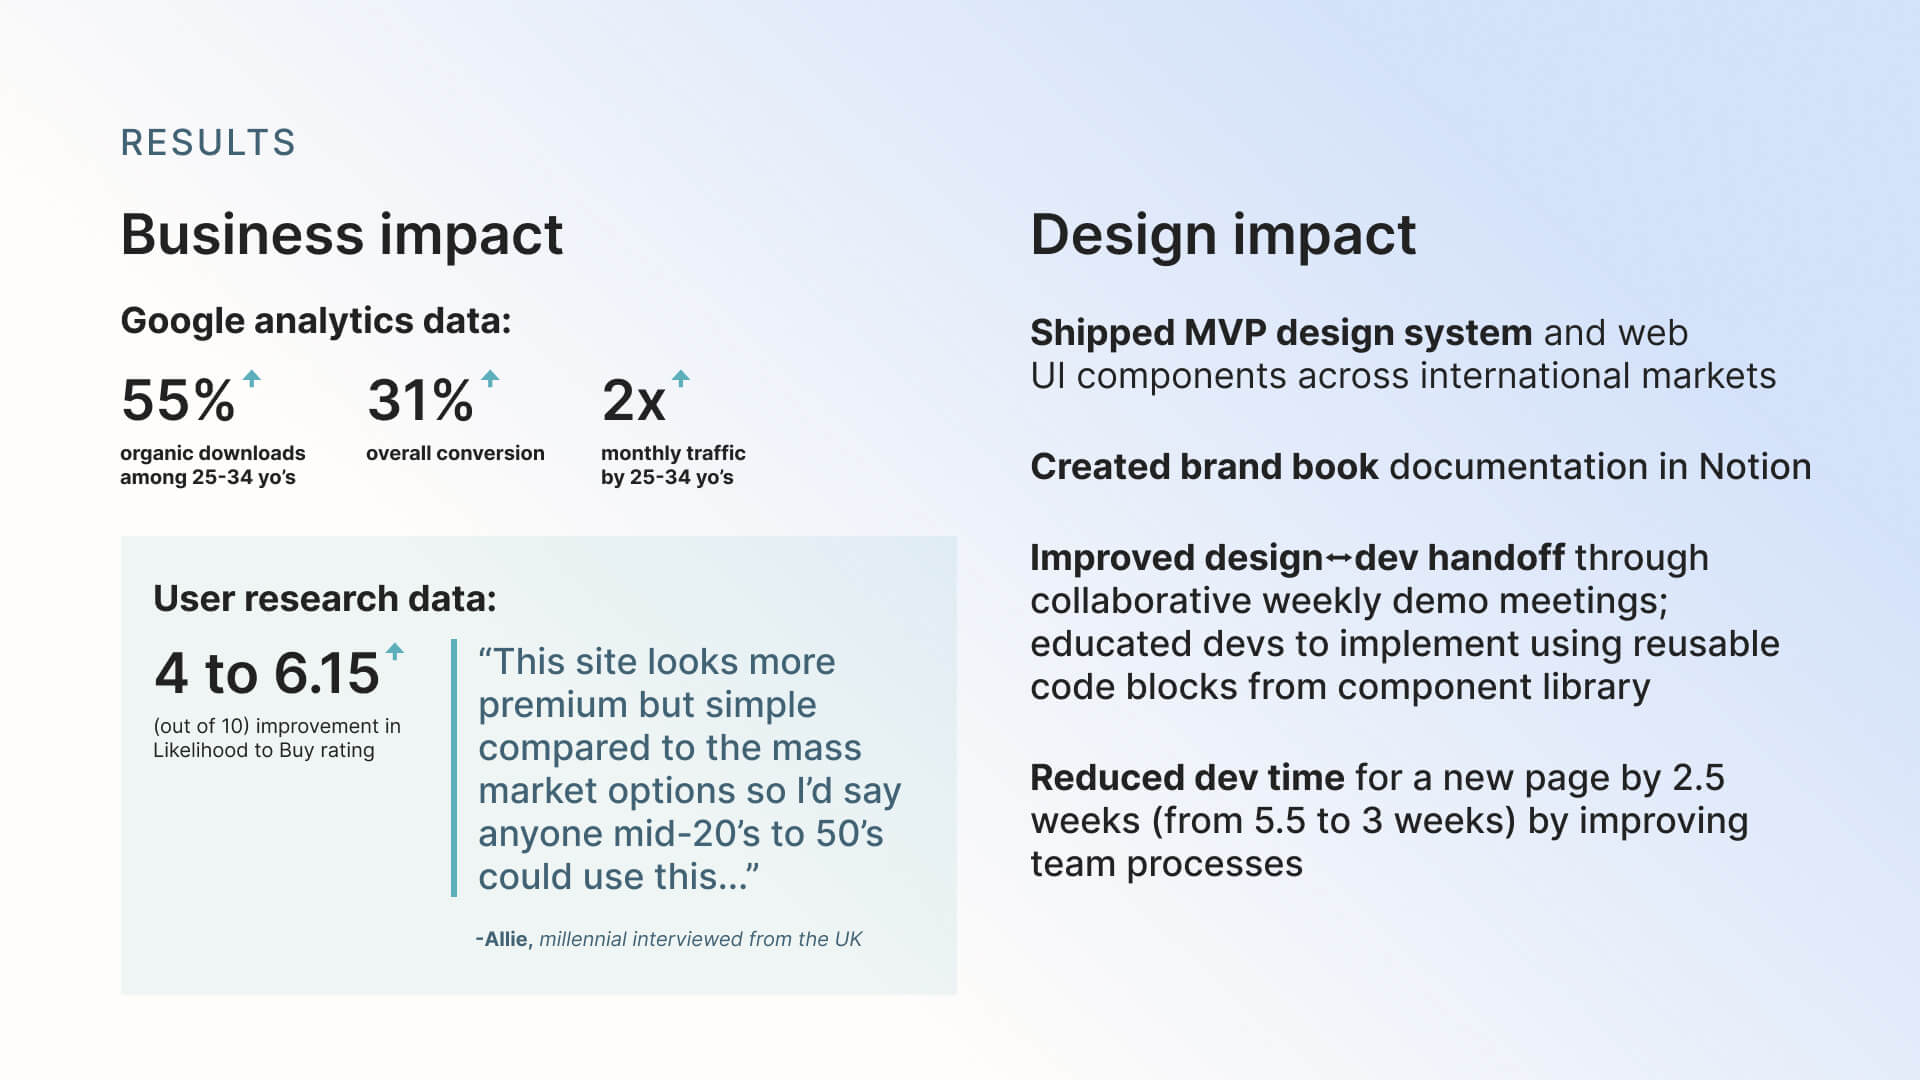 RESULTS
Business impact
Google analytics data:
55%
organic downloads
among 25-34 yo’s
31%
overall conversion
2x
monthly traffic
by 25-34 yo’s
User research data:
4 to 6.15
(out of 10) improvement in
Likelihood to Buy rating
“This site looks more
premium but simple
compared to the mass
market options so I’d say
anyone mid-20’s to 50’s
could use this...”
-Allie, millennial interviewed from the UK
Design impact
Shipped MVP design system and web
UI components across international markets
Created brand book documentation in Notion
Improved design↔dev handoff through
collaborative weekly demo meetings;
educated devs to implement using reusable
code blocks from component library
Reduced dev time for a new page by 2.5
weeks (from 5.5 to 3 weeks) by improving
team processes